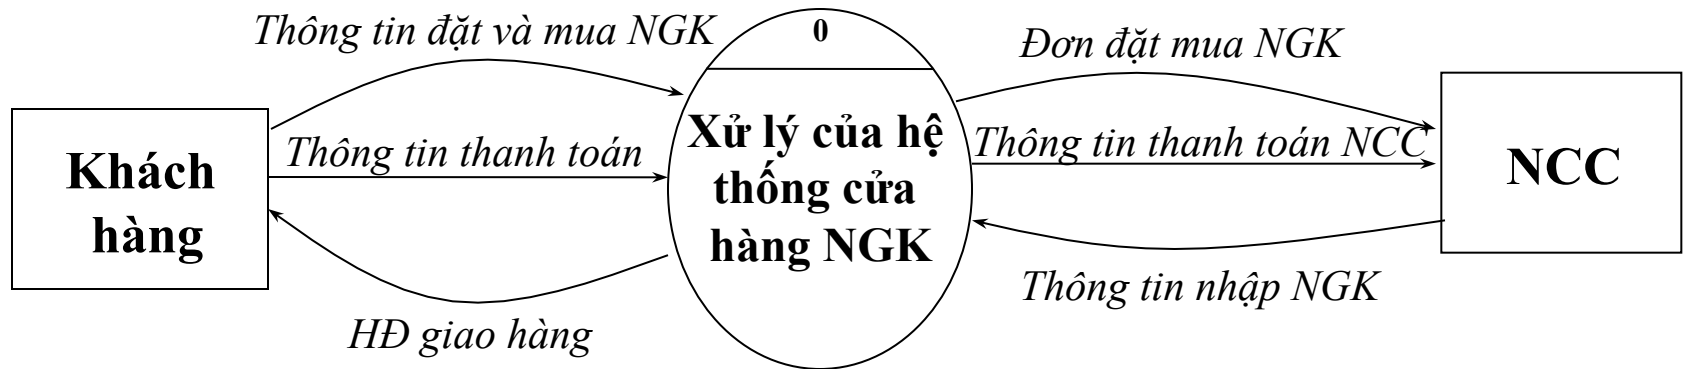 Thông tin đặt và mua NGK
0
Đơn đặt mua NGK
Khách
hàng
Thông tin thanh toán
Xử lý của hệ
thống cửa
hàng NGK
Thông tin thanh toán NCC
NCC
HĐ giao hàng
Thông tin nhập NGK